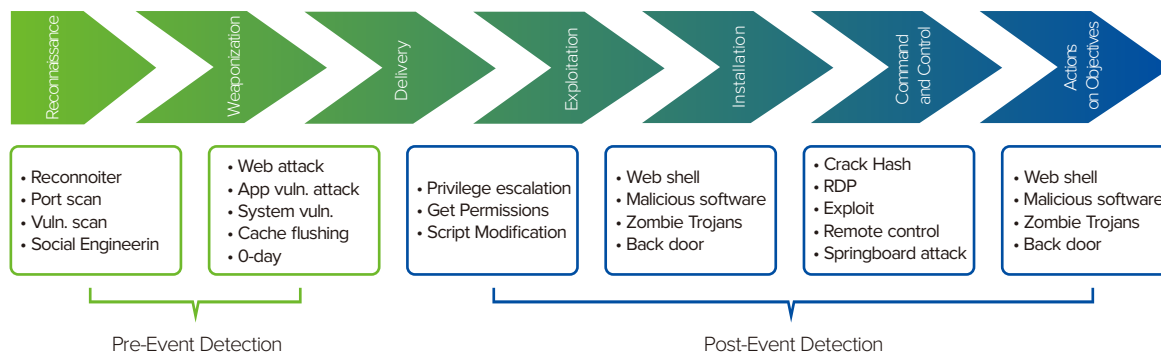 Reconnaissance
Weaponization
Delivery
Exploitation
Installation
Command
and Control
Actions
on Objectives
• Reconnoiter
• Port scan
• Vuln. scan
• Social Engineerin
• Web attack
• App vuln. attack
• System vuln.
• Cache flushing
• 0-day
• Privilege escalation
• Get Permissions
• Script Modification
• Web shell
• Malicious software
• Zombie Trojans
• Back door
• Crack Hash
• RDP
• Exploit
• Remote control
• Springboard attack
• Web shell
• Malicious software
• Zombie Trojans
• Back door
Pre-Event Detection
Post-Event Detection